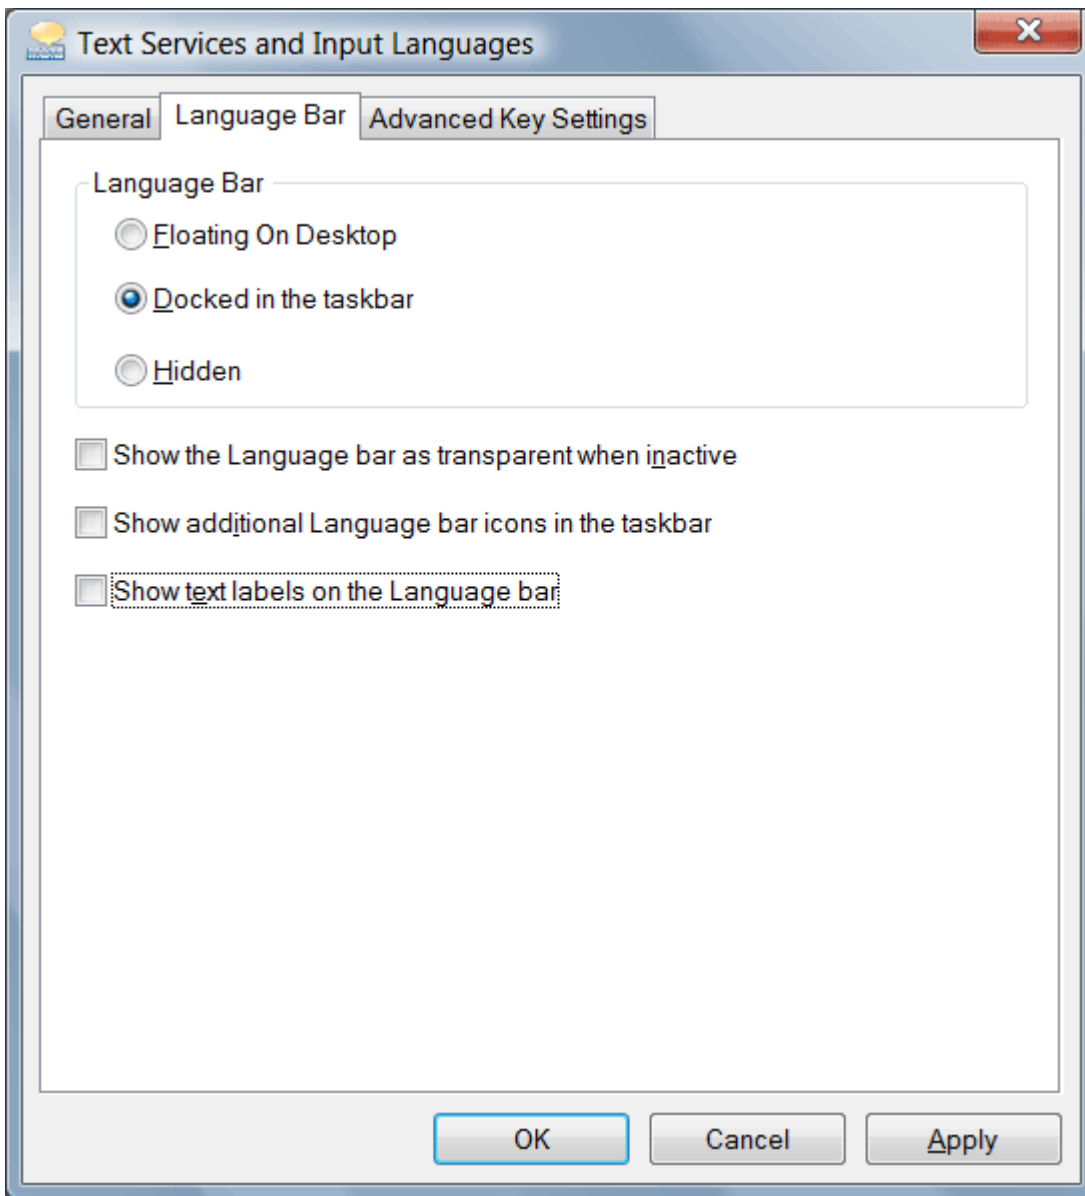 Text Services and Input Languages
General Language Bar Advanced Key Settings
Language Bar
Floating On Desktop
Docked in the taskbar
Hidden
Show the Language bar as transparent when inactive
Show additional Language bar icons in the taskbar
Show text labels on the Language bar
OK Cancel Apply